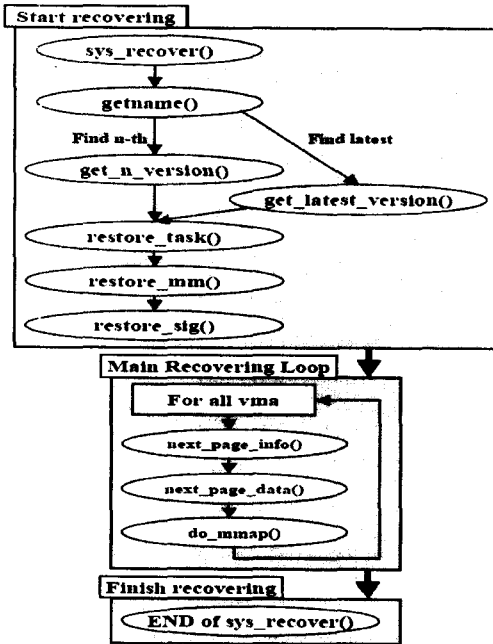 Start recovering
sys_recover()
getname()
Find n-th
Find latest
get_n_version()
get_latest_version()
restore_task()
restore_mm()
restore_sig()
Main Recovering Loop
For all vma
next_page_info()
next_page_data()
do_mmap()
Finish recovering
END of sys_recover()